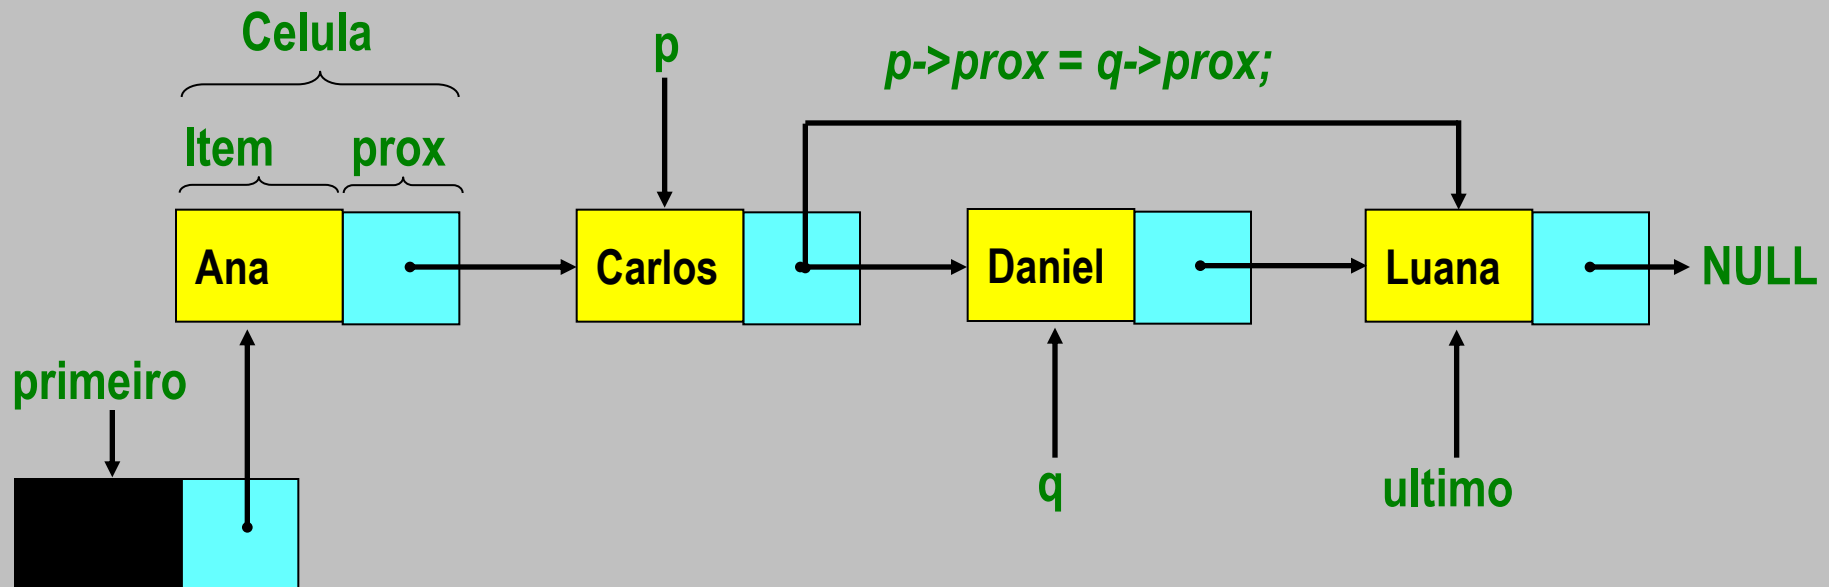 Celula
p
p->prox = q->prox;
Item
prox
Ana
Carlos
Daniel
Luana
NULL
primeiro
q
ultimo